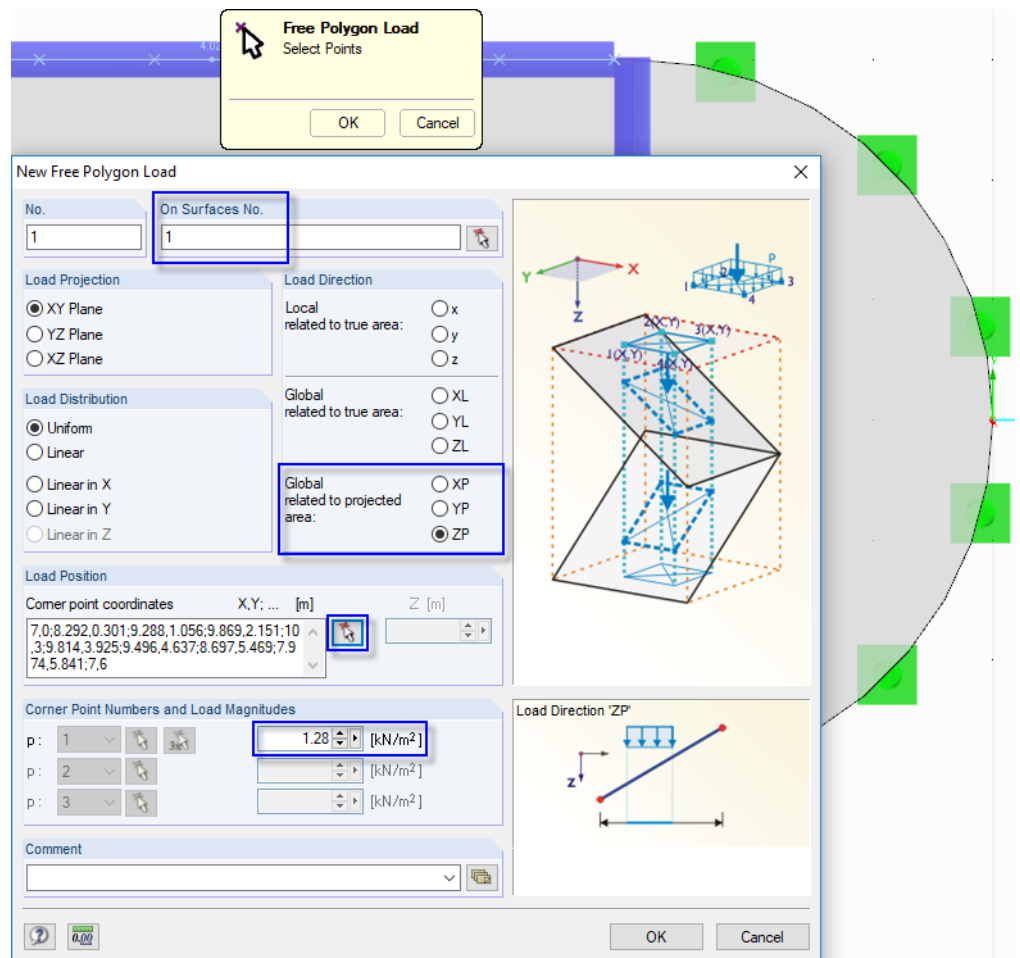 Free Polygon Load
Select Points
OK
Cancel
New Free Polygon Load
No.
On Surfaces No.
1
1
Load Projection
XY Plane
YZ Plane
XZ Plane
Load Distribution
Uniform
Linear
Linear in X
Linear in Y
Linear in Z
Load Direction
Local
related to true area:
x
y
z
Global
related to true area:
XL
YL
ZL
Global
related to projected
area:
XP
YP
ZP
Load Position
Corner point coordinates X,Y; ... [m]
Z [m]
7,0;8.292,0.301;9.288,1.056;9.869,2.151;10
,3;9.814,3.925;9.496,4.637;8.697,5.469;7.9
74,5.841;7,6
Corner Point Numbers and Load Magnitudes
p: 1 3x 1.28 [kN/m²]
p: 2 [kN/m²]
p: 3 [kN/m²]
Comment
0.00
OK
Cancel
Y
X
Z
p
1
2
3
4
2(X,Y)
3(X,Y)
1(X,Y)
4(X,Y)
Load Direction 'ZP'
z